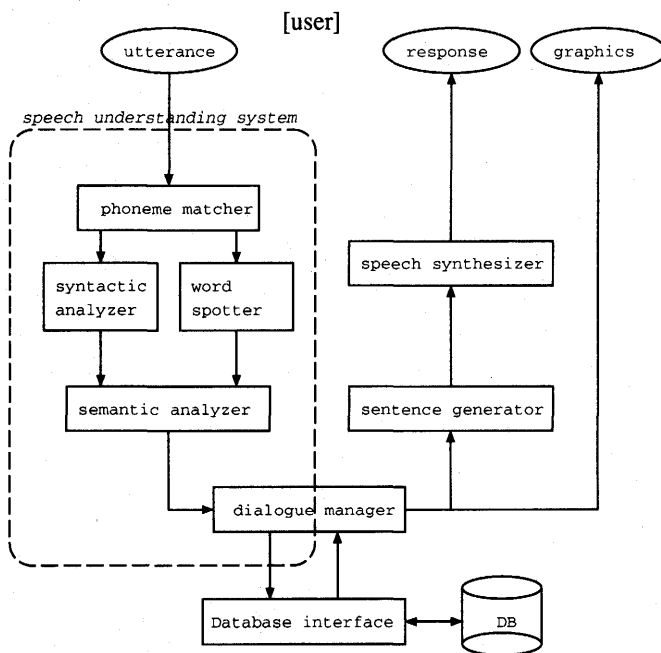 [user]
utterance
response
graphics
speech understanding system
phoneme matcher
syntactic
analyzer
word
spotter
speech synthesizer
semantic analyzer
sentence generator
dialogue manager
Database interface
DB